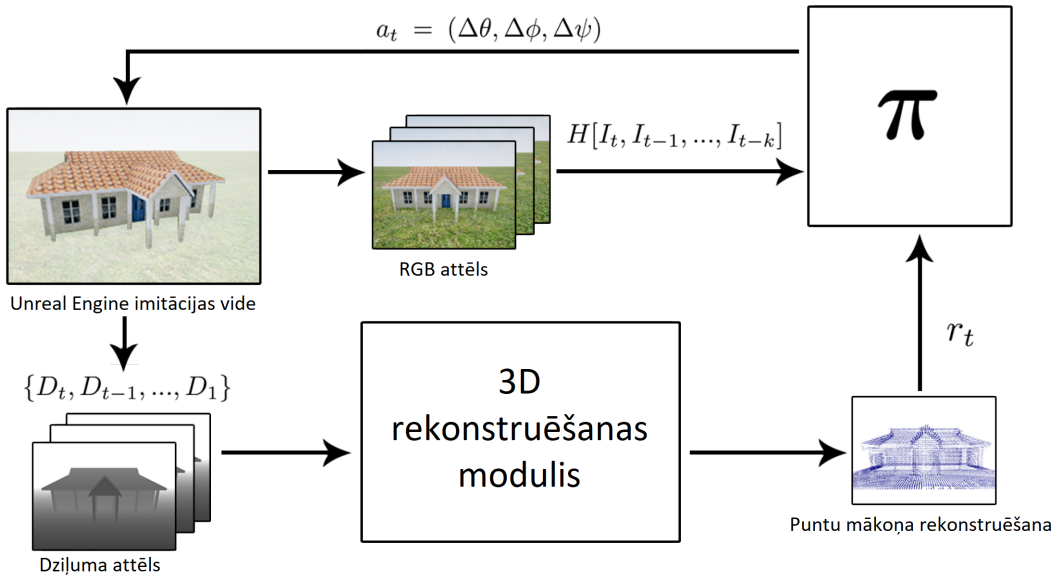 a_t = (Δθ, Δϕ, Δψ)
π
H[I_t, I_{t−1}, ..., I_{t−k}]
RGB attēls
Unreal Engine imitācijas vide
{D_t, D_{t−1}, ..., D_1}
3D
rekonstruēšanas
modulis
r_t
Puntu mākoņa rekonstruēšana
Dziļuma attēls